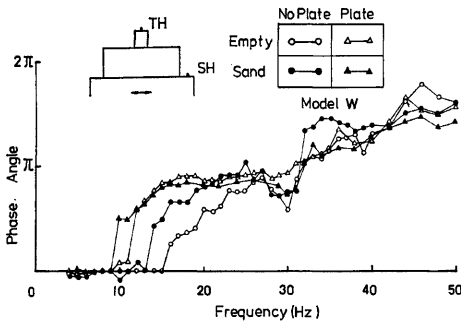 TH
SH
No Plate Plate
Empty
Sand
Model W
2π
π
0
Phase. Angle
0 10 20 30 40 50
Frequency (Hz)